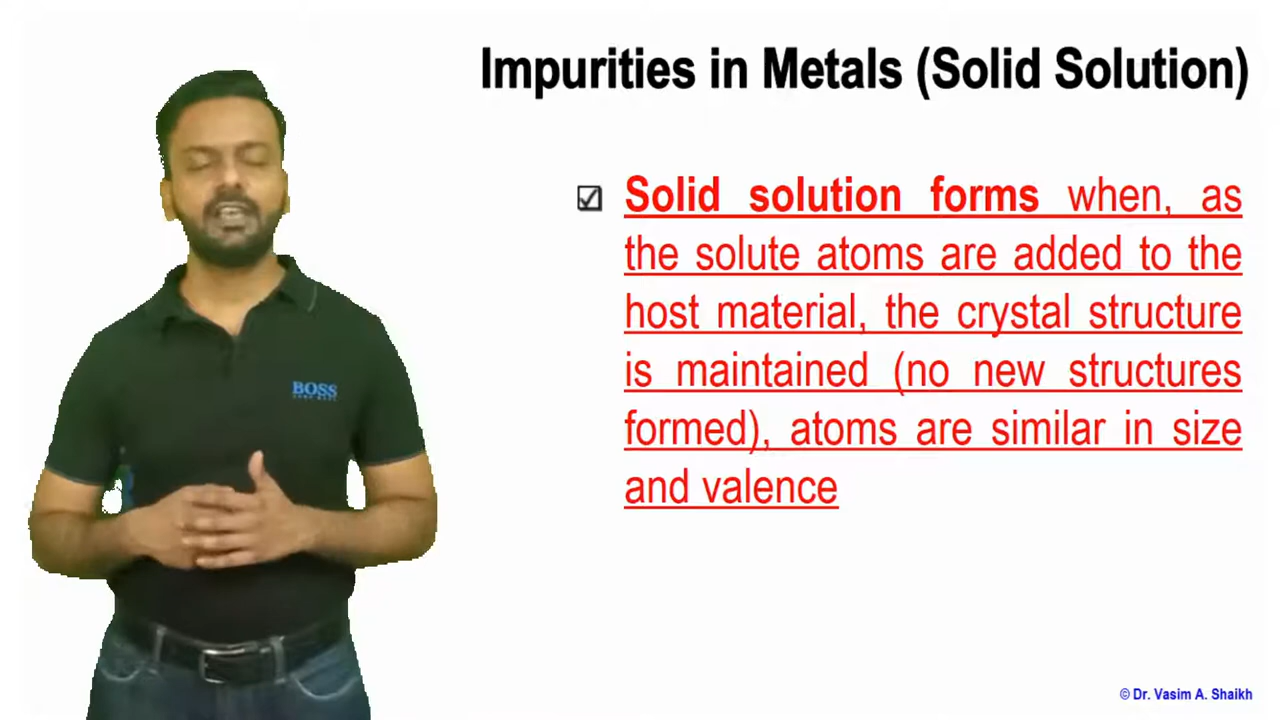 Impurities in Metals (Solid Solution)
Solid solution forms when, as
the solute atoms are added to the
host material, the crystal structure
is maintained (no new structures
formed), atoms are similar in size
and valence
BOSS
© Dr. Vasim A. Shaikh